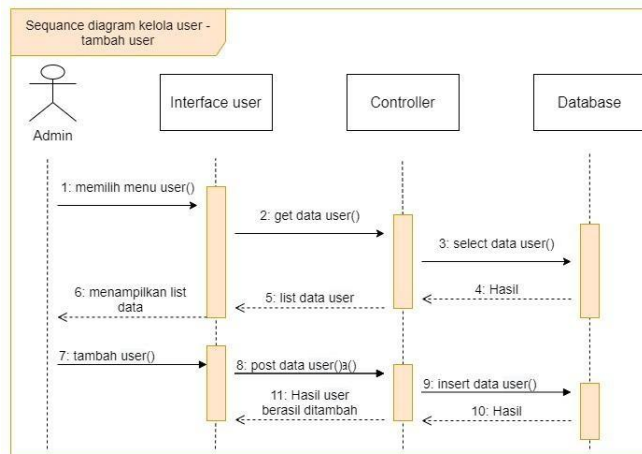 Sequance diagram kelola user -
tambah user
Admin
Interface user
Controller
Database
1: memilih menu user()
2: get data user()
3: select data user()
4: Hasil
5: list data user
6: menampilkan list
data
7: tambah user()
8: post data user()a()
9: insert data user()
10: Hasil
11: Hasil user
berasil ditambah